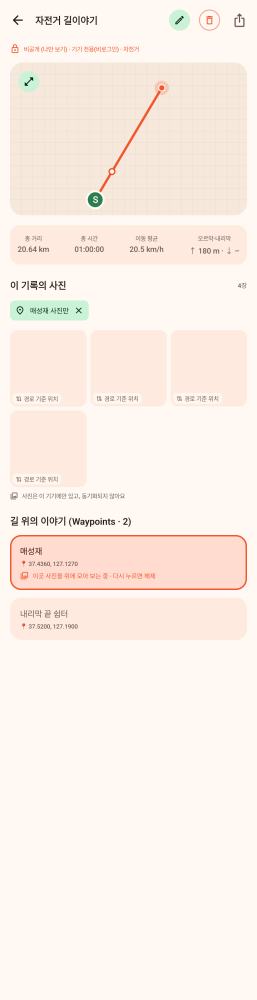 자전거 길이야기
비공개 (나만 보기) · 기기 전용(비로그인) · 자전거
S
총 거리
총 시간
이동 평균
오르막·내리막
20.64 km
01:00:00
20.5 km/h
↑ 180 m · ↓ –
이 기록의 사진
4장
매성재 사진만 ✕
경로 기준 위치
경로 기준 위치
경로 기준 위치
경로 기준 위치
사진은 이 기기에만 있고, 동기화되지 않아요
길 위의 이야기 (Waypoints · 2)
매성재
📍 37.4360, 127.1270
이곳 사진을 위에 모아 보는 중 · 다시 누르면 해제
내리막 끝 쉼터
📍 37.5200, 127.1900